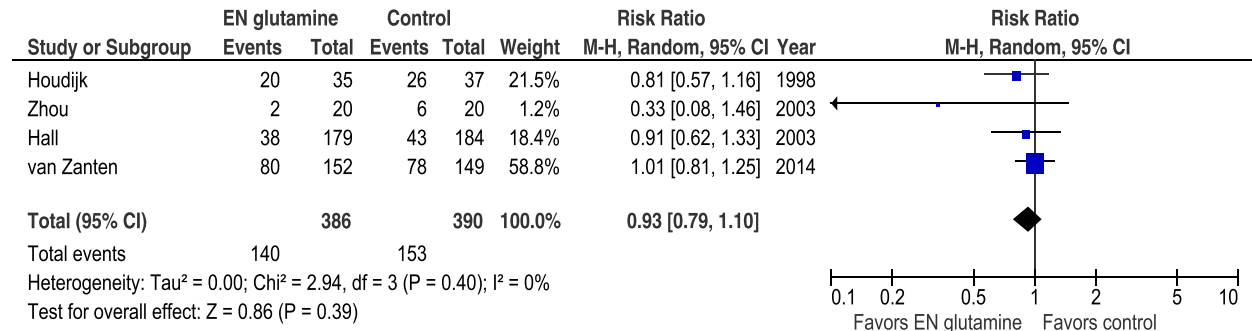 EN glutamine Control Risk Ratio Risk Ratio
Study or Subgroup Events Total Events Total Weight M-H, Random, 95% CI Year M-H, Random, 95% CI
Houdijk 20 35 26 37 21.5% 0.81 [0.57, 1.16] 1998
Zhou 2 20 6 20 1.2% 0.33 [0.08, 1.46] 2003
Hall 38 179 43 184 18.4% 0.91 [0.62, 1.33] 2003
van Zanten 80 152 78 149 58.8% 1.01 [0.81, 1.25] 2014
Total (95% CI) 386 390 100.0% 0.93 [0.79, 1.10]
Total events 140 153
Heterogeneity: Tau² = 0.00; Chi² = 2.94, df = 3 (P = 0.40); I² = 0%
Test for overall effect: Z = 0.86 (P = 0.39)
0.1 0.2 0.5 1 2 5 10
Favors EN glutamine Favors control